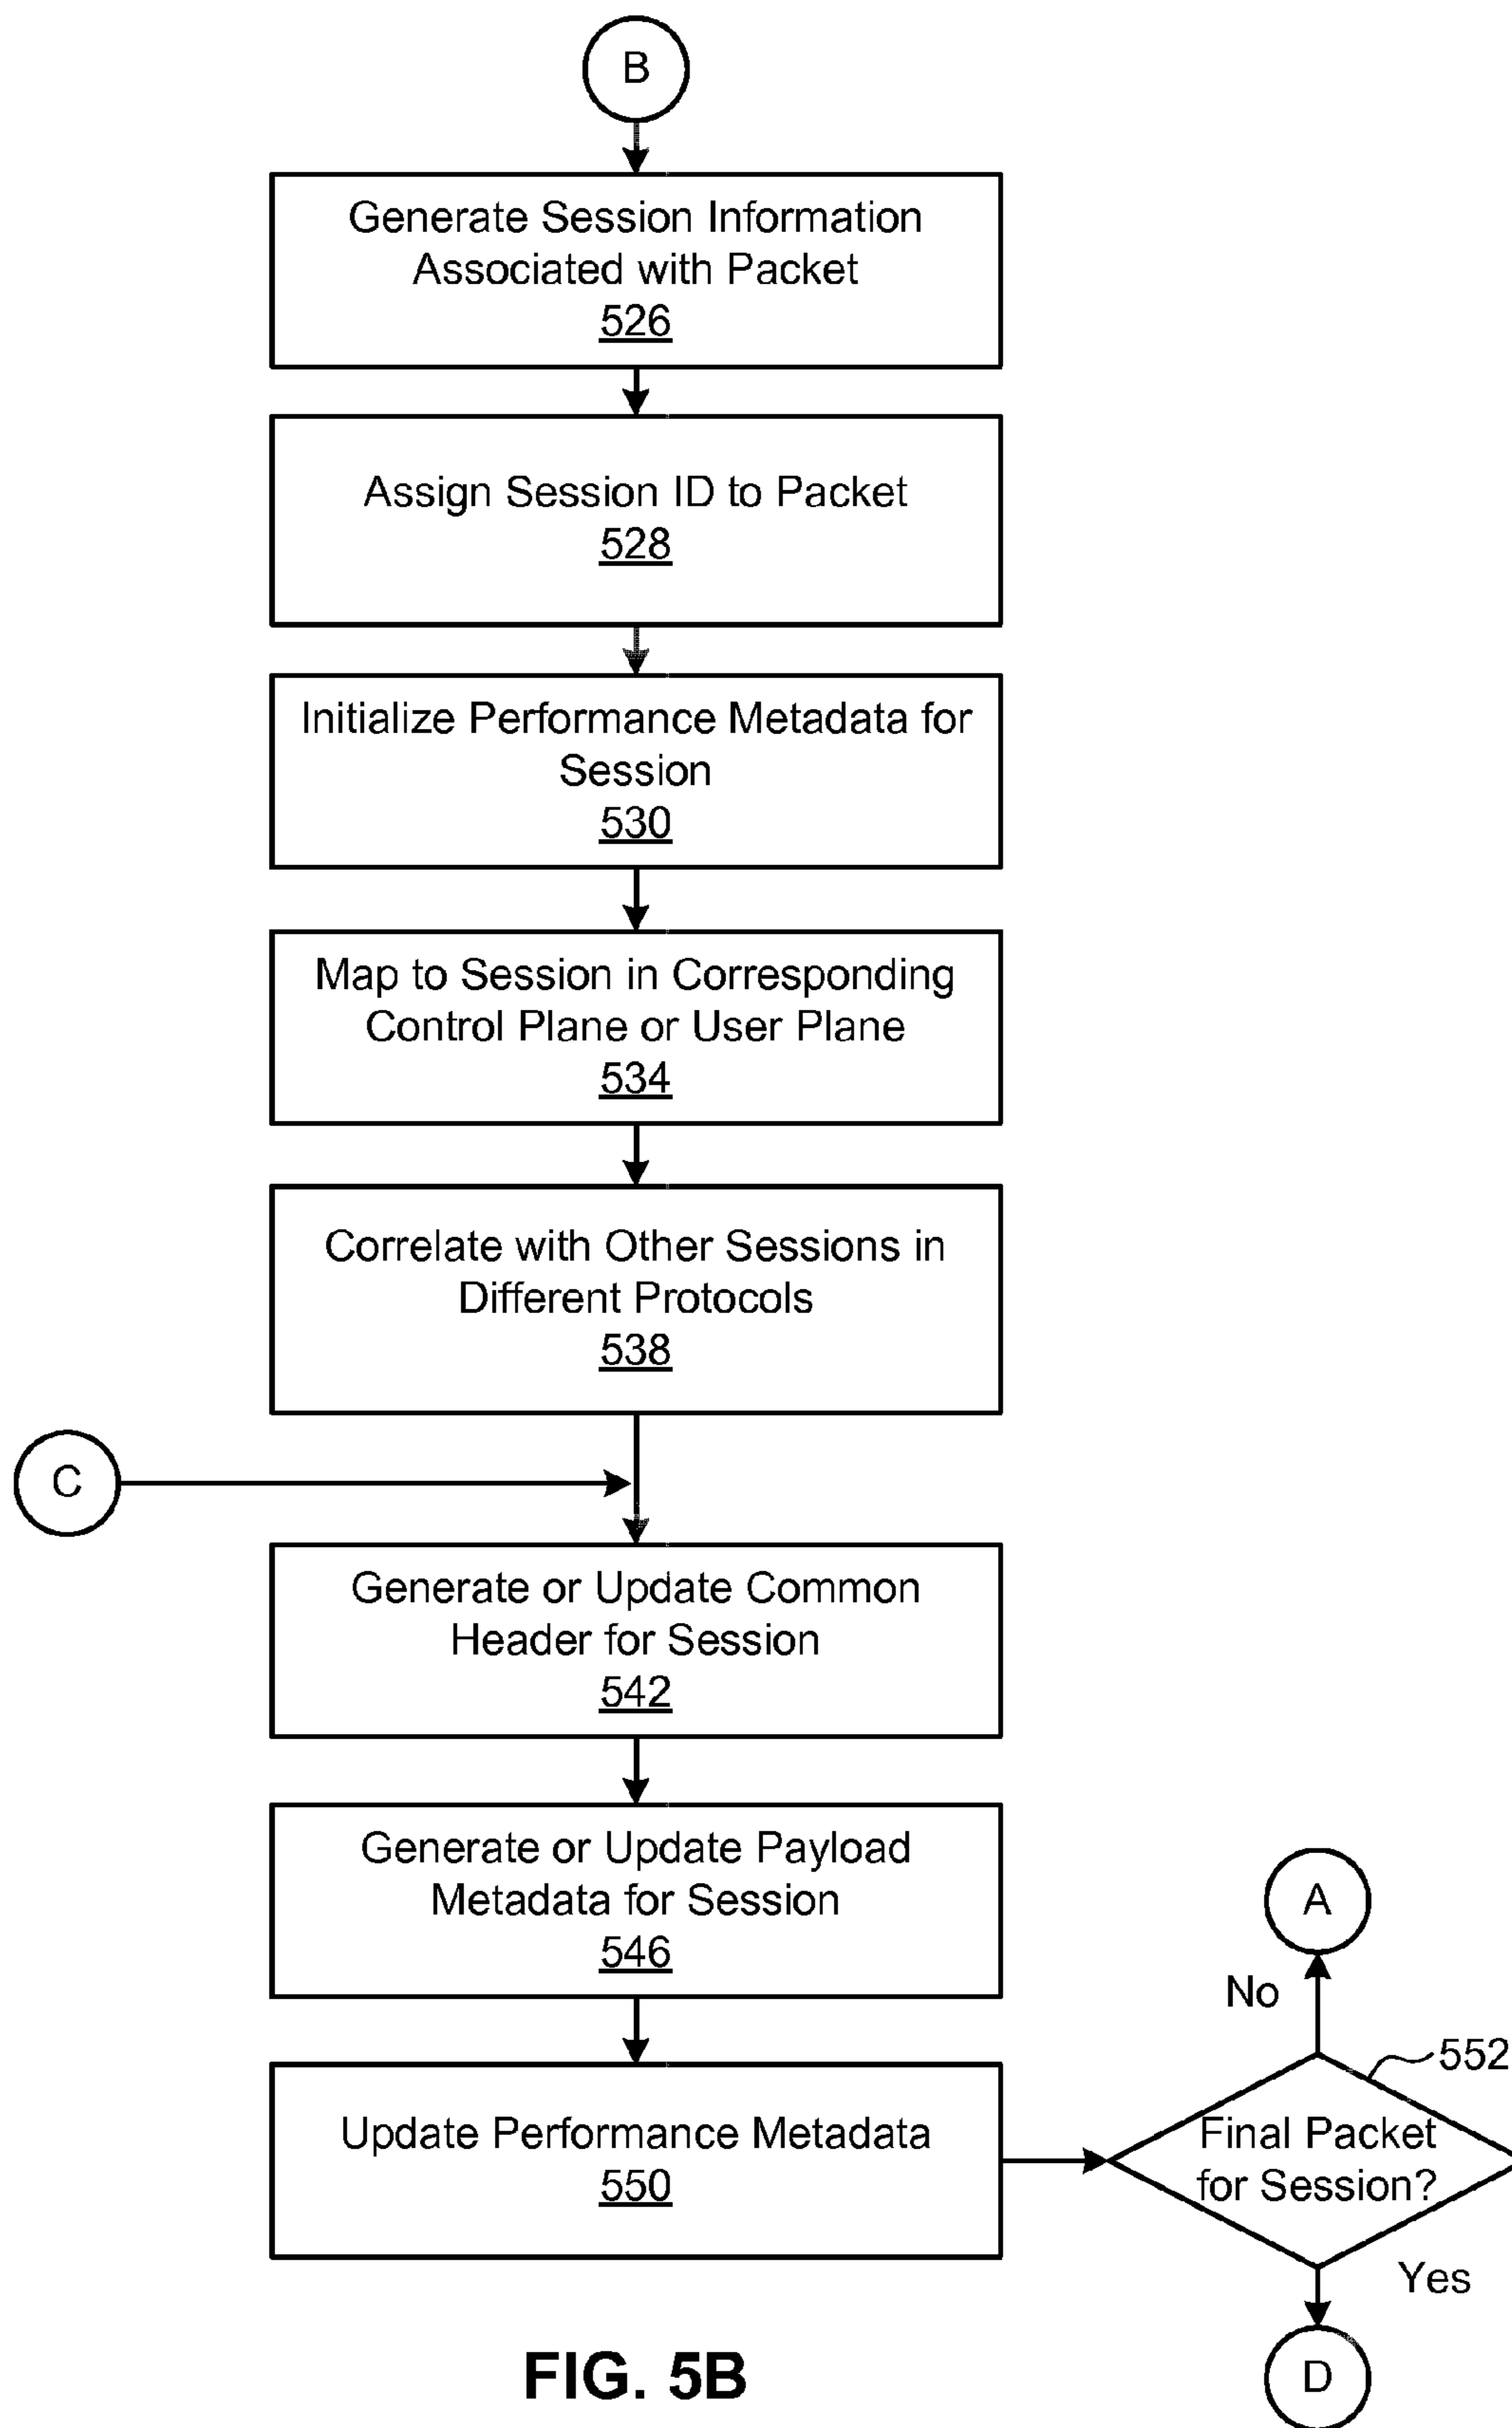 B
Generate Session Information
Associated with Packet
526
Assign Session ID to Packet
528
Initialize Performance Metadata for
Session
530
Map to Session in Corresponding
Control Plane or User Plane
534
Correlate with Other Sessions in
Different Protocols
538
C
Generate or Update Common
Header for Session
542
Generate or Update Payload
Metadata for Session
546
A
No
552
Update Performance Metadata
550
Final Packet
for Session?
Yes
D
FIG. 5B